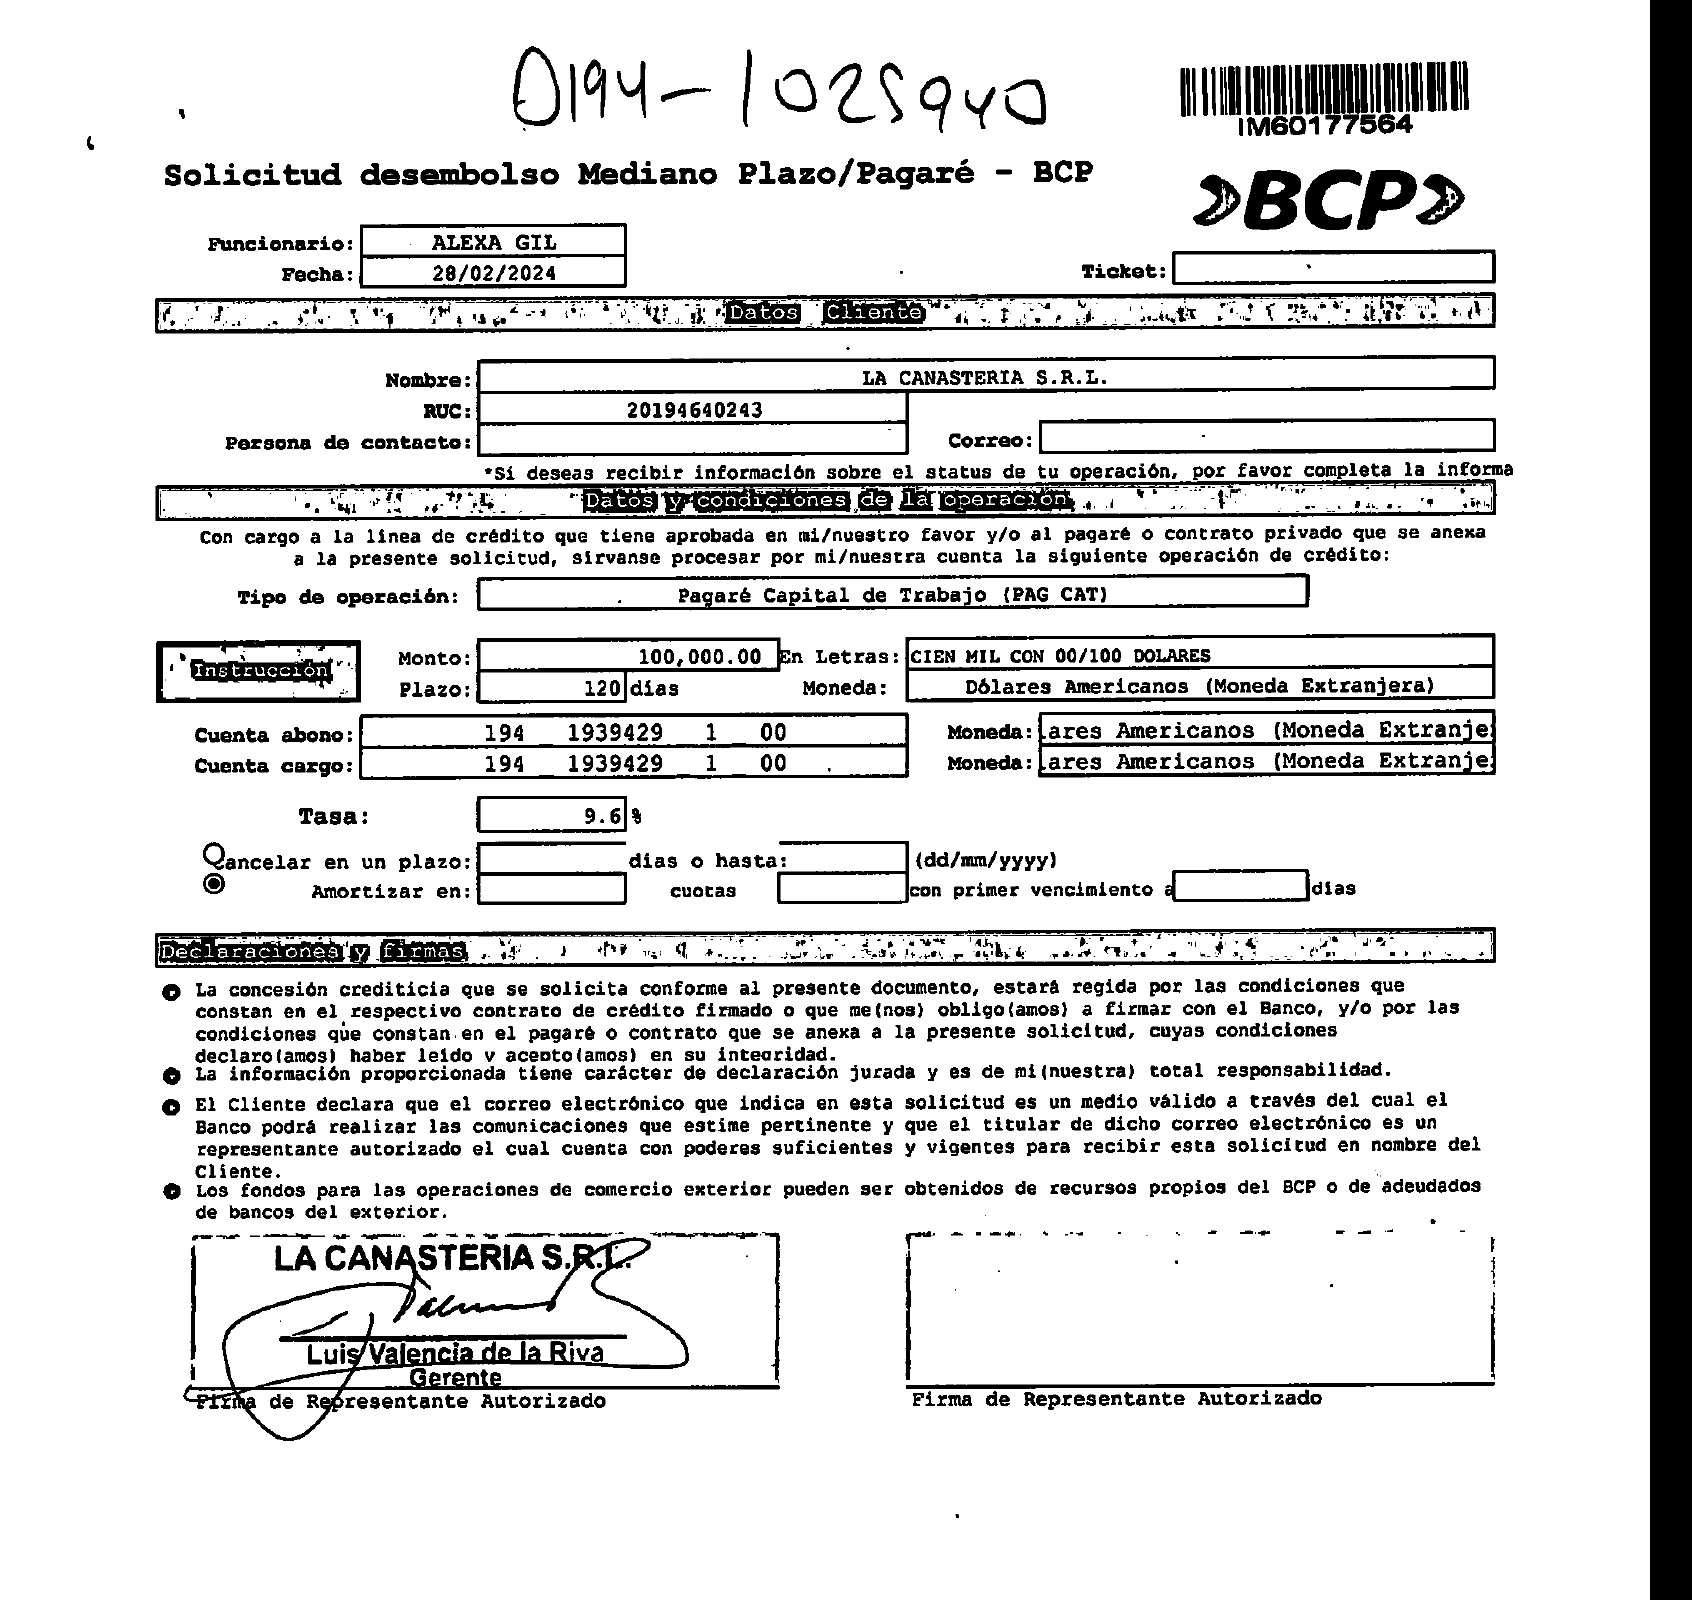 0194-1025940
IM60177564
Solicitud desembolso Mediano Plazo/Pagaré - BCP
BCP
Funcionario: ALEXA GIL
Fecha: 28/02/2024
Ticket:
Datos Cliente
Nombre: LA CANASTERIA S.R.L.
RUC: 20194640243
Persona de contacto: Correo:
*Si deseas recibir información sobre el status de tu operación, por favor completa la informa
Datos y condiciones de la operación
Con cargo a la linea de crédito que tiene aprobada en mi/nuestro favor y/o al pagaré o contrato privado que se anexa
a la presente solicitud, sirvanse procesar por mi/nuestra cuenta la siguiente operación de crédito:
Tipo de operación: Pagaré Capital de Trabajo (PAG CAT)
Instrucción
Monto: 100,000.00 En Letras: CIEN MIL CON 00/100 DOLARES
Plazo: 120 dias Moneda: Dólares Americanos (Moneda Extranjera)
Cuenta abono: 194 1939429 1 00 Moneda: ares Americanos (Moneda Extranje
Cuenta cargo: 194 1939429 1 00 Moneda: ares Americanos (Moneda Extranje
Tasa: 9.6 %
Cancelar en un plazo: dias o hasta: (dd/mm/yyyy)
Amortizar en: cuotas con primer vencimiento a dias
Declaraciones y firmas
La concesión crediticia que se solicita conforme al presente documento, estará regida por las condiciones que
constan en el respectivo contrato de crédito firmado o que me(nos) obligo(amos) a firmar con el Banco, y/o por las
condiciones que constan en el pagaré o contrato que se anexa a la presente solicitud, cuyas condiciones
declaro(amos) haber leido y acepto(amos) en su integridad.
La información proporcionada tiene carácter de declaración jurada y es de mi(nuestra) total responsabilidad.
El Cliente declara que el correo electrónico que indica en esta solicitud es un medio válido a través del cual el
Banco podrá realizar las comunicaciones que estime pertinente y que el titular de dicho correo electrónico es un
representante autorizado el cual cuenta con poderes suficientes y vigentes para recibir esta solicitud en nombre del
Cliente.
Los fondos para las operaciones de comercio exterior pueden ser obtenidos de recursos propios del BCP o de adeudados
de bancos del exterior.
LA CANASTERIA S.R.L.
Luis Valencia de la Riva
Gerente
Firma de Representante Autorizado
Firma de Representante Autorizado